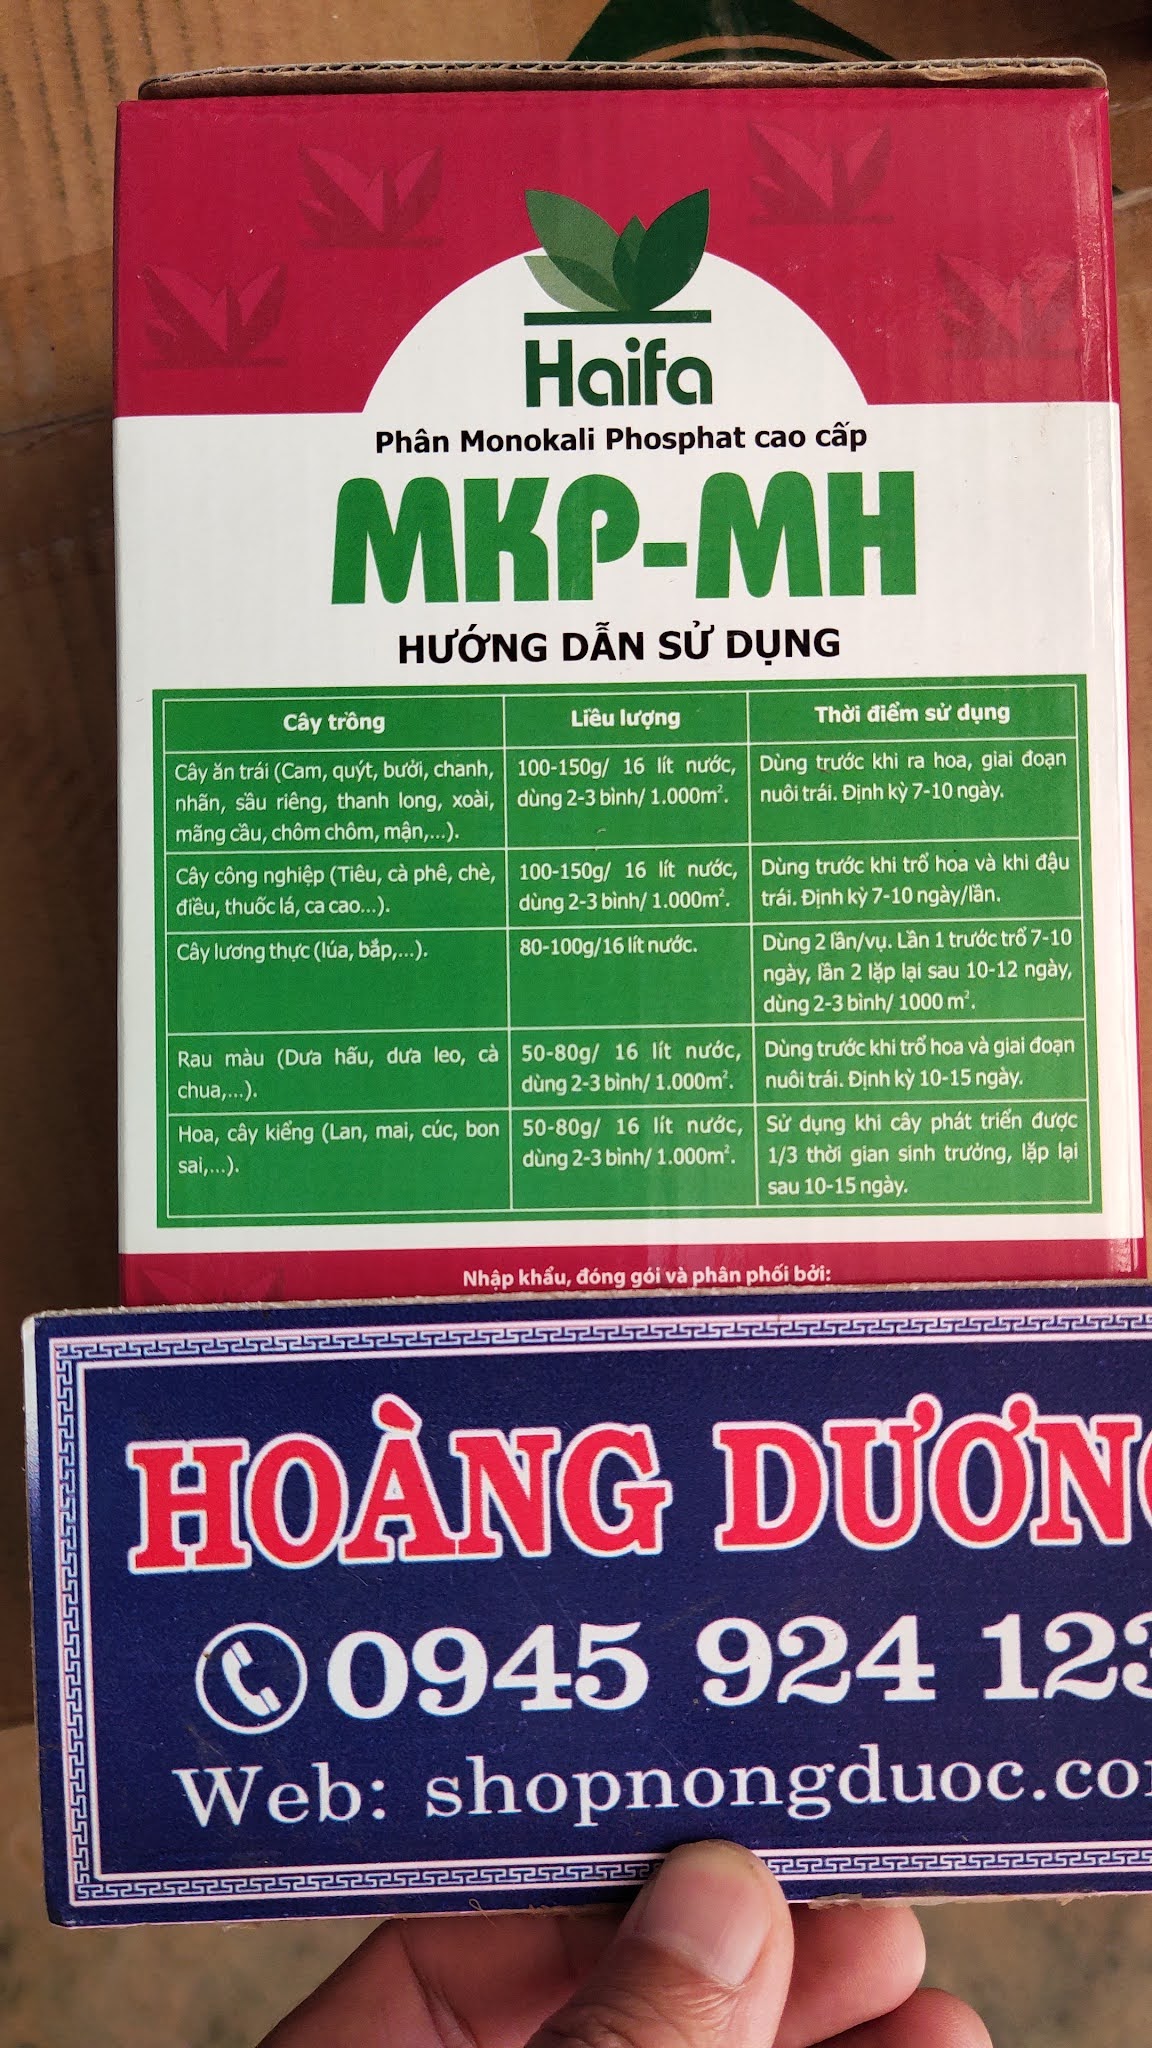 Haifa
Phân Monokali Phosphat cao cấp
MKP-MH
HƯỚNG DẪN SỬ DỤNG
Cây trồng
Liều lượng
Thời điểm sử dụng
Cây ăn trái (Cam, quýt, bưởi, chanh,
nhãn, sầu riêng, thanh long, xoài,
mãng cầu, chôm chôm, mận,...).
100-150g/ 16 lít nước,
dùng 2-3 bình/ 1.000m².
Dùng trước khi ra hoa, giai đoạn
nuôi trái. Định kỳ 7-10 ngày.
Cây công nghiệp (Tiêu, cà phê, chè,
điều, thuốc lá, ca cao...).
100-150g/ 16 lít nước,
dùng 2-3 bình/ 1.000m².
Dùng trước khi trổ hoa và khi đậu
trái. Định kỳ 7-10 ngày/lần.
Cây lương thực (lúa, bắp,...).
80-100g/16 lít nước.
Dùng 2 lần/vụ. Lần 1 trước trổ 7-10
ngày, lần 2 lặp lại sau 10-12 ngày,
dùng 2-3 bình/ 1000 m².
Rau màu (Dưa hấu, dưa leo, cà
chua,...).
50-80g/ 16 lít nước,
dùng 2-3 bình/ 1.000m².
Dùng trước khi trổ hoa và giai đoạn
nuôi trái. Định kỳ 10-15 ngày.
Hoa, cây kiểng (Lan, mai, cúc, bon
sai,...).
50-80g/ 16 lít nước,
dùng 2-3 bình/ 1.000m².
Sử dụng khi cây phát triển được
1/3 thời gian sinh trưởng, lặp lại
sau 10-15 ngày.
Nhập khẩu, đóng gói và phân phối bởi:
HOÀNG DƯƠNG
0945 924 123
Web: shopnongduoc.co